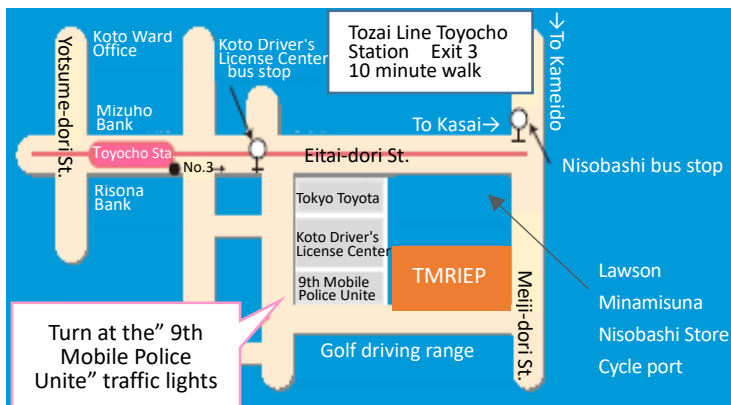 Tozai Line Toyocho
Station Exit 3
10 minute walk
→To Kameido
Koto Ward
Office
Koto Driver's
License Center
bus stop
Yotsume-dori St.
Mizuho
Bank
To Kasai→
Toyocho Sta.
No.3→
Eitai-dori St.
Nisobashi bus stop
Risona
Bank
Tokyo Toyota
Koto Driver's
License Center
9th Mobile
Police Unite
TMRIEP
Meiji-dori St.
Lawson
Minamisuna
Nisobashi Store
Cycle port
Turn at the” 9th
Mobile Police
Unite” traffic lights
Golf driving range